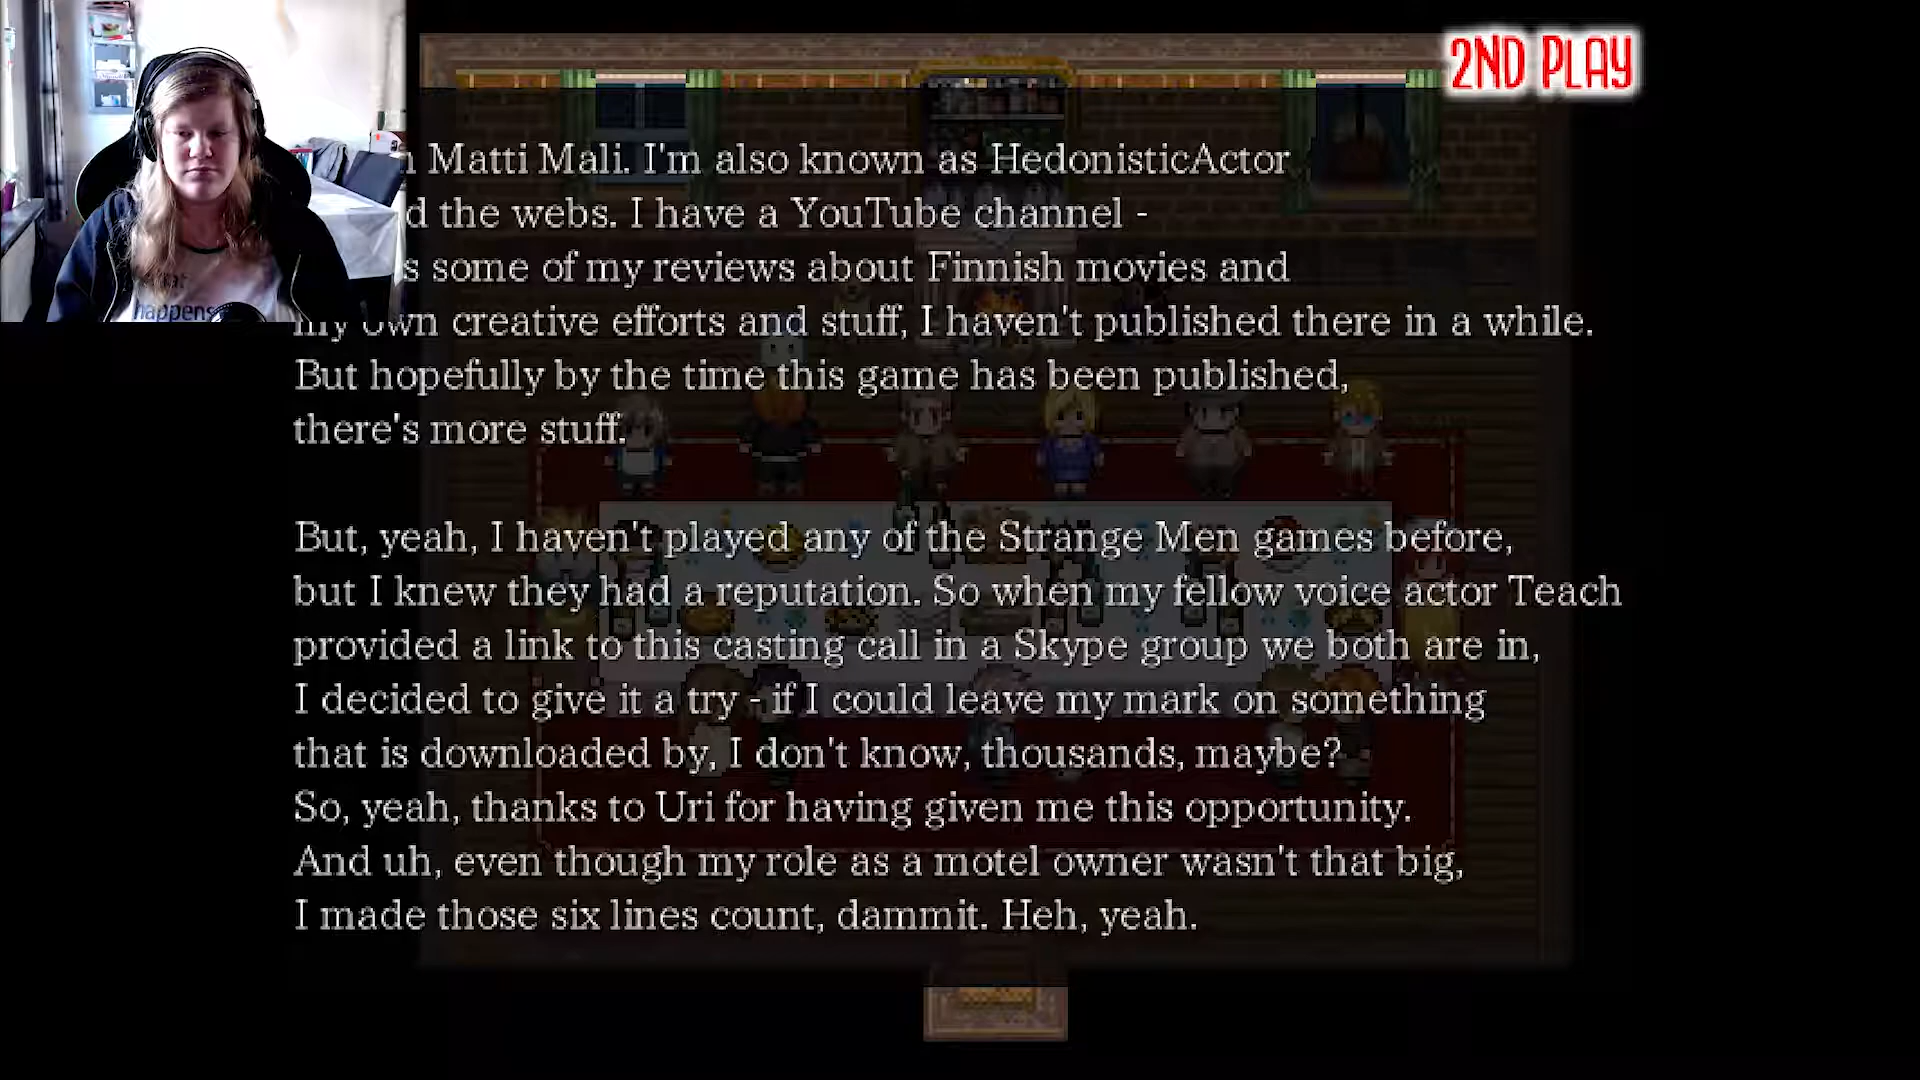 2ND PLAY
Matti Mali. I'm also known as HedonisticActor
the webs. I have a YouTube channel -
some of my reviews about Finnish movies and
my own creative efforts and stuff, I haven't published there in a while.
But hopefully by the time this game has been published,
there's more stuff.
But, yeah, I haven't played any of the Strange Men games before,
but I knew they had a reputation. So when my fellow voice actor Teach
provided a link to this casting call in a Skype group we both are in,
I decided to give it a try - if I could leave my mark on something
that is downloaded by, I don't know, thousands, maybe?
So, yeah, thanks to Uri for having given me this opportunity.
And uh, even though my role as a motel owner wasn't that big,
I made those six lines count, dammit. Heh, yeah.
happens